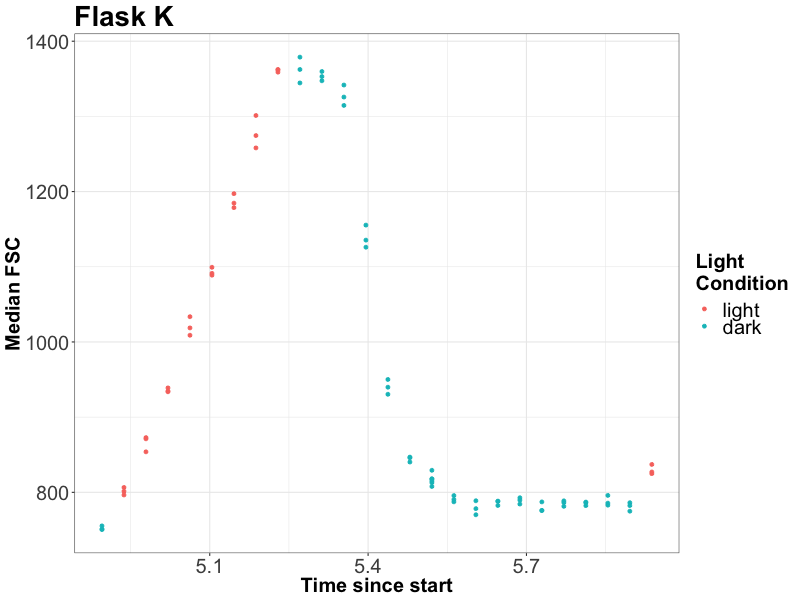 Flask K
1400
1200
1000
800
Median FSC
5.1 5.4 5.7
Time since start
Light
Condition
light
dark